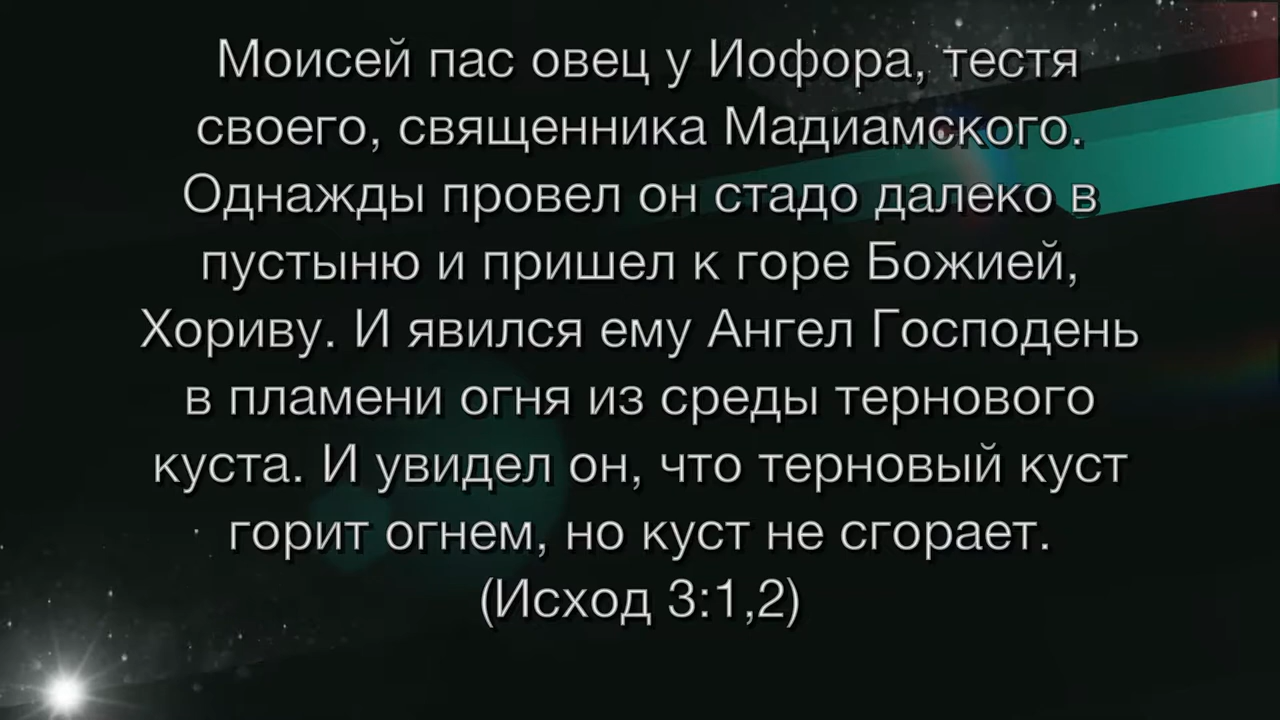 Моисей пас овец у Иофора, тестя
своего, священника Мадиамского.
Однажды провел он стадо далеко в
пустыню и пришел к горе Божией,
Хориву. И явился ему Ангел Господень
в пламени огня из среды тернового
куста. И увидел он, что терновый куст
горит огнем, но куст не сгорает.
(Исход 3:1,2)